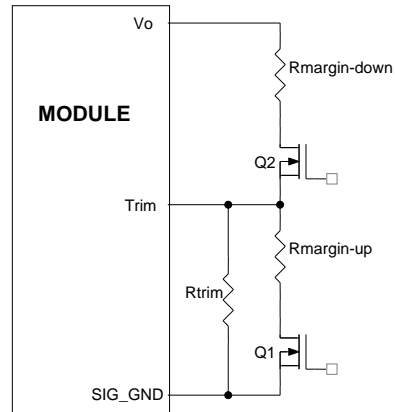 Vo
Rmargin-down
MODULE
Q2
Trim
Rmargin-up
Rtrim
Q1
SIG_GND